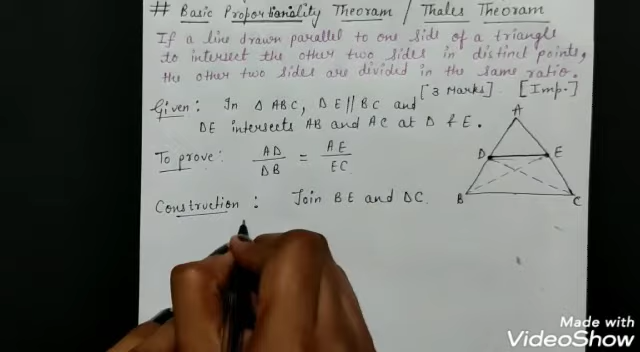 # Basic Proportionality Theoram / Thales Theoram
If a line drawn parallel to one side of a triangle
to intersect the other two sides in distinct points,
the other two sides are divided in the same ratio.
[3 Marks]. [Imp.]
Given: In Δ ABC, DE || BC and
DE intersects AB and AC at D & E.
To prove: AD/DB = AE/EC
Construction : Join BE and DC.
A
D E
B C
Made with
VideoShow